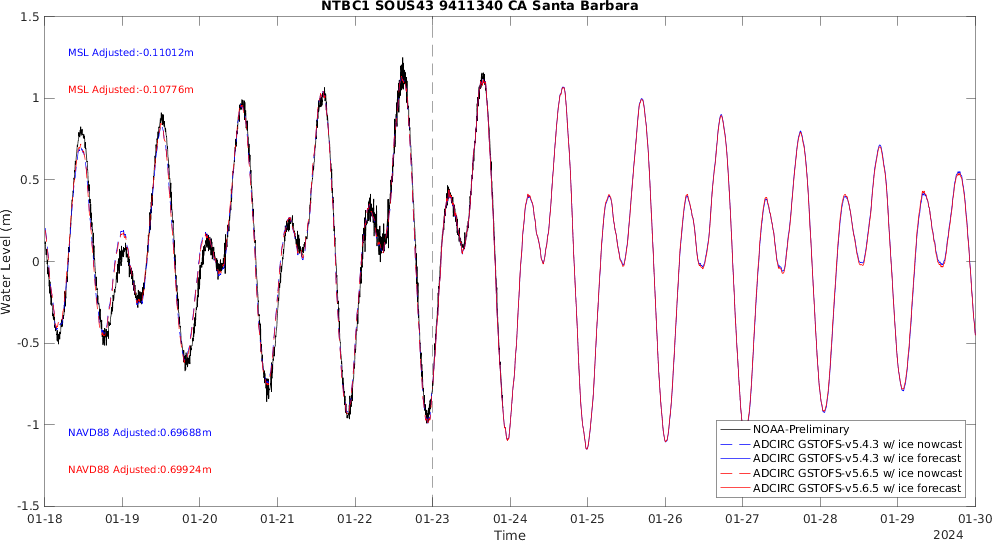 NTBC1 SOUS43 9411340 CA Santa Barbara
1.5
1
0.5
0
-0.5
-1
-1.5
Water Level (m)
MSL Adjusted:-0.11012m
MSL Adjusted:-0.10776m
NAVD88 Adjusted:0.69688m
NAVD88 Adjusted:0.69924m
NOAA-Preliminary
ADCIRC GSTOFS-v5.4.3 w/ ice nowcast
ADCIRC GSTOFS-v5.4.3 w/ ice forecast
ADCIRC GSTOFS-v5.6.5 w/ ice nowcast
ADCIRC GSTOFS-v5.6.5 w/ ice forecast
01-18 01-19 01-20 01-21 01-22 01-23 01-24 01-25 01-26 01-27 01-28 01-29 01-30
Time
2024